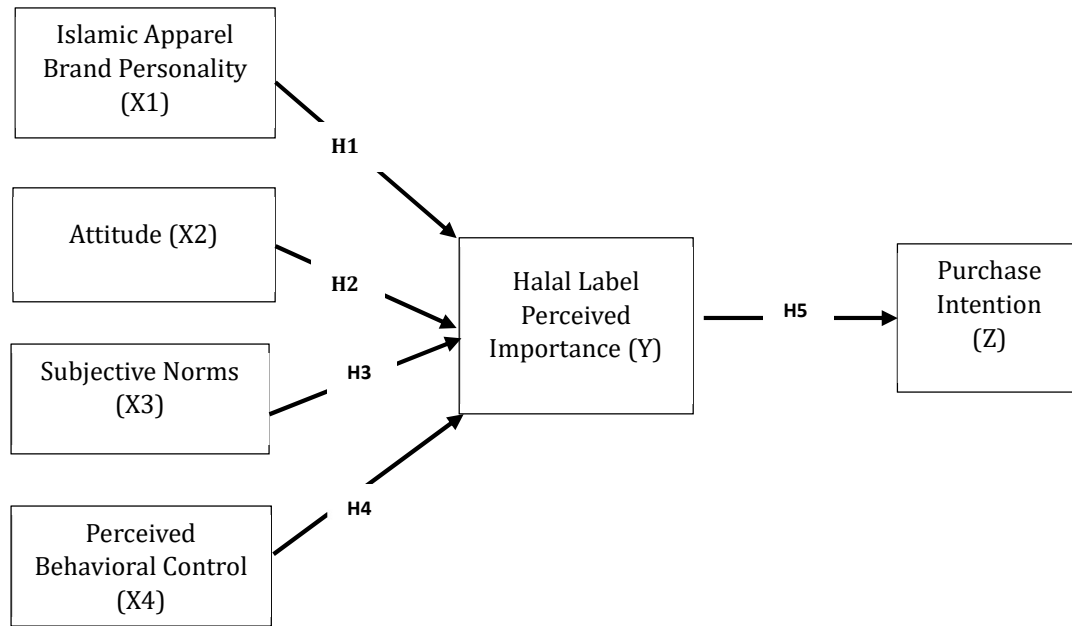 Islamic Apparel
Brand Personality
(X1)
H1
Attitude (X2)
H2
Subjective Norms
(X3)
H3
Perceived
Behavioral Control
(X4)
H4
Halal Label
Perceived
Importance (Y)
H5
Purchase
Intention
(Z)